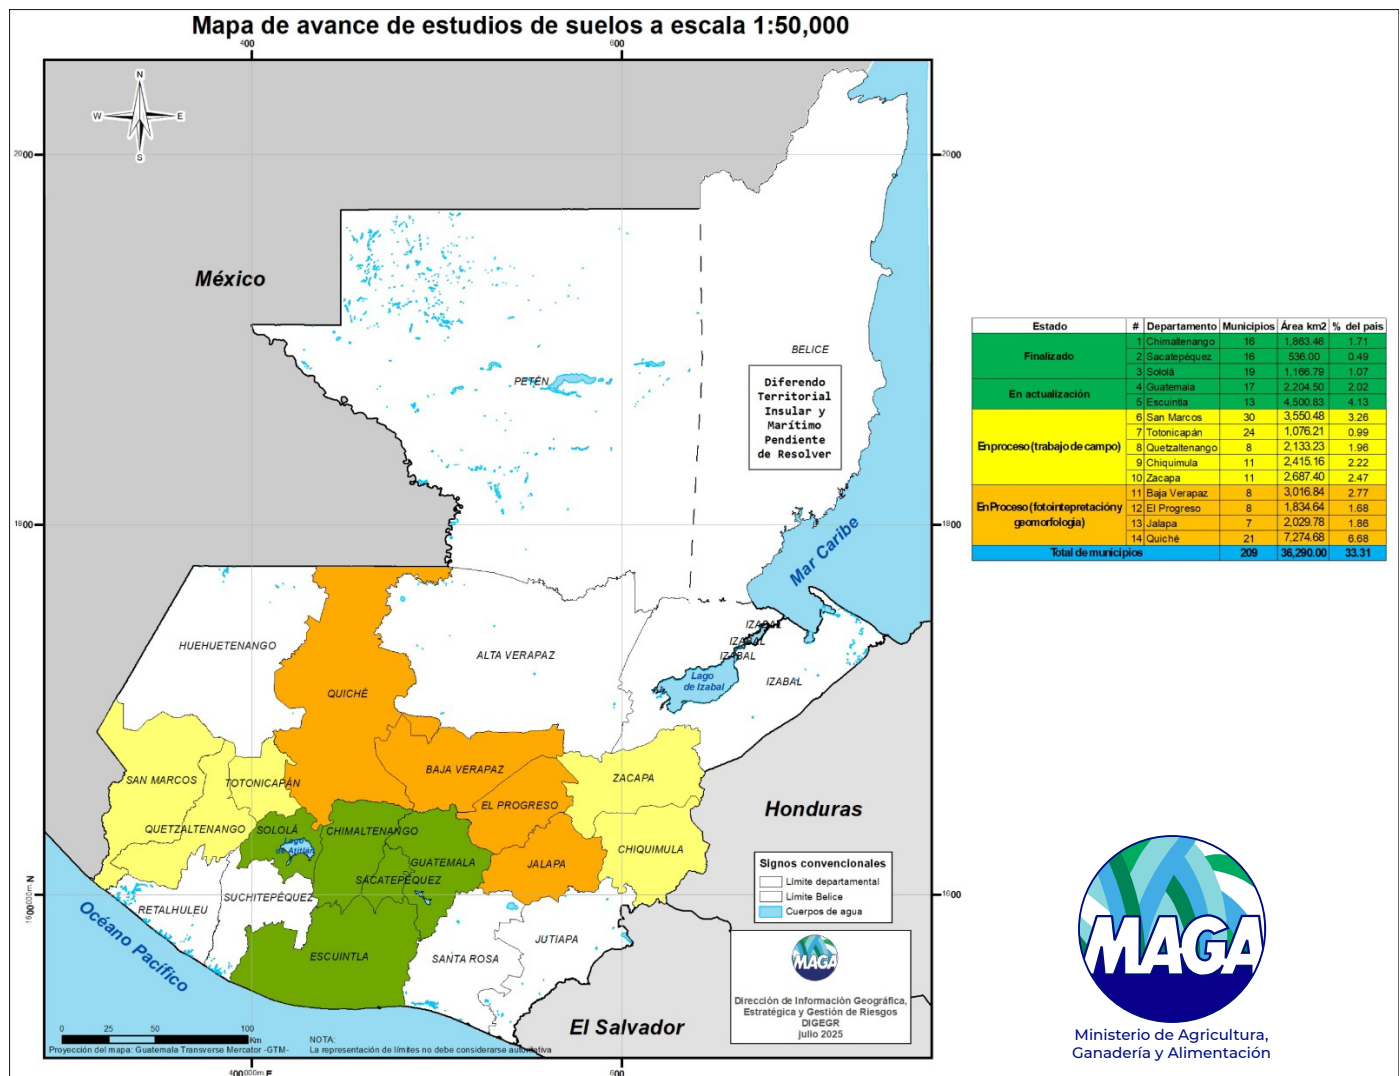 Mapa de avance de estudios de suelos a escala 1:50,000
400
600
N
W
E
S
2000
2000
México
BELICE
PETÉN
Diferendo
Territorial
Insular y
Marítimo
Pendiente
de Resolver
1800
1800
Mar Caribe
HUEHUETENANGO
ALTA VERAPAZ
IZABAL
IZABAL
IZABAL
Lago
de Izabal
IZABAL
QUICHÉ
SAN MARCOS
TOTONICAPÁN
BAJA VERAPAZ
ZACAPA
EL PROGRESO
Honduras
QUETZALTENANGO
SOLOLÁ
CHIMALTENANGO
Lago
de Atitlán
GUATEMALA
JALAPA
CHIQUIMULA
SACATEPÉQUEZ
SUCHITEPÉQUEZ
RETALHULEU
1600000m N
1600
Océano Pacífico
ESCUINTLA
SANTA ROSA
JUTIAPA
El Salvador
Signos convencionales
Límite departamental
Límite Belice
Cuerpos de agua
MAGA
Dirección de Información Geográfica,
Estratégica y Gestión de Riesgos
DIGEGR
julio 2025
0 25 50 100
Km
Proyección del mapa: Guatemala Transverse Mercator -GTM-
NOTA:
La representación de límites no debe considerarse autoritativa
400000m E
600
Estado # Departamento Municipios Área km2 % del país
Finalizado
1 Chimaltenango 16 1,863.46 1.71
2 Sacatepéquez 16 536.00 0.49
3 Sololá 19 1,166.79 1.07
En actualización
4 Guatemala 17 2,204.50 2.02
5 Escuintla 13 4,500.83 4.13
En proceso (trabajo de campo)
6 San Marcos 30 3,550.48 3.26
7 Totonicapán 24 1,076.21 0.99
8 Quetzaltenango 8 2,133.23 1.96
9 Chiquimula 11 2,415.16 2.22
10 Zacapa 11 2,687.40 2.47
En Proceso (fotointepretación y
geomorfología)
11 Baja Verapaz 8 3,016.84 2.77
12 El Progreso 8 1,834.64 1.68
13 Jalapa 7 2,029.78 1.86
14 Quiché 21 7,274.68 6.68
Total de municipios 209 36,290.00 33.31
MAGA
Ministerio de Agricultura,
Ganadería y Alimentación